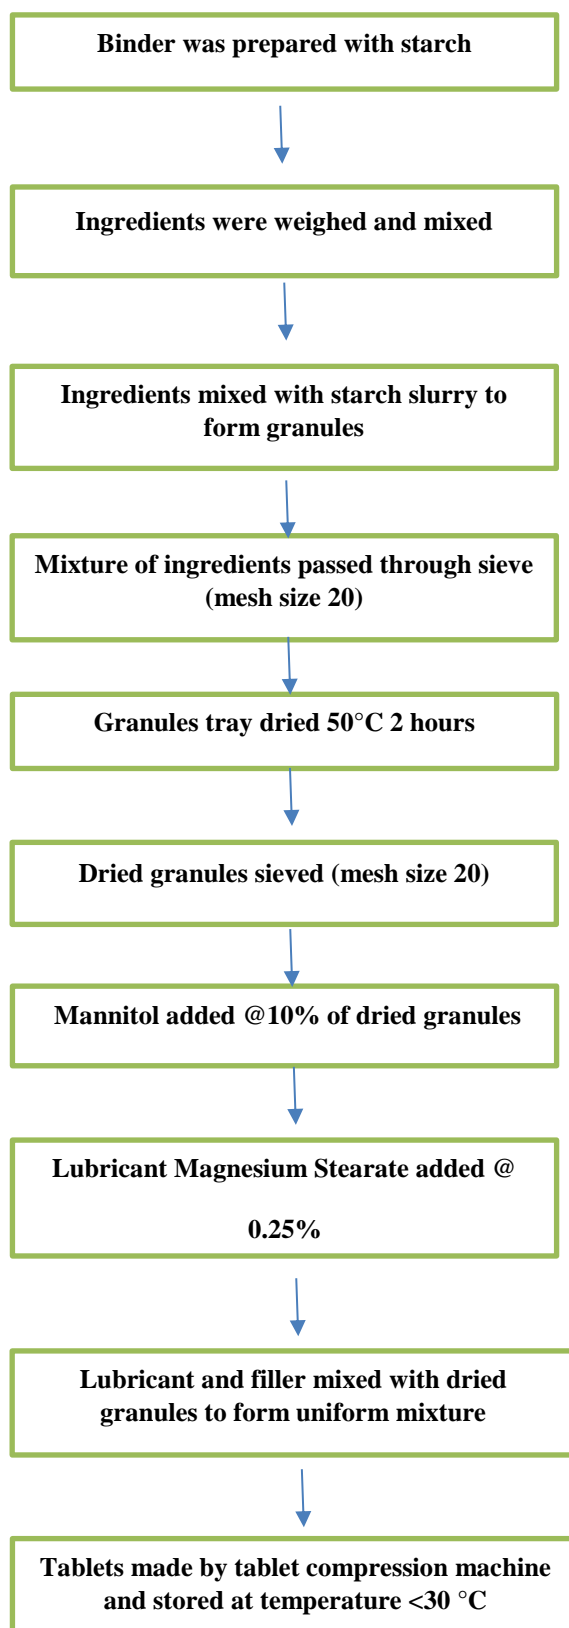 Binder was prepared with starch
Ingredients were weighed and mixed
Ingredients mixed with starch slurry to
form granules
Mixture of ingredients passed through sieve
(mesh size 20)
Granules tray dried 50°C 2 hours
Dried granules sieved (mesh size 20)
Mannitol added @10% of dried granules
Lubricant Magnesium Stearate added @
0.25%
Lubricant and filler mixed with dried
granules to form uniform mixture
Tablets made by tablet compression machine
and stored at temperature <30 °C